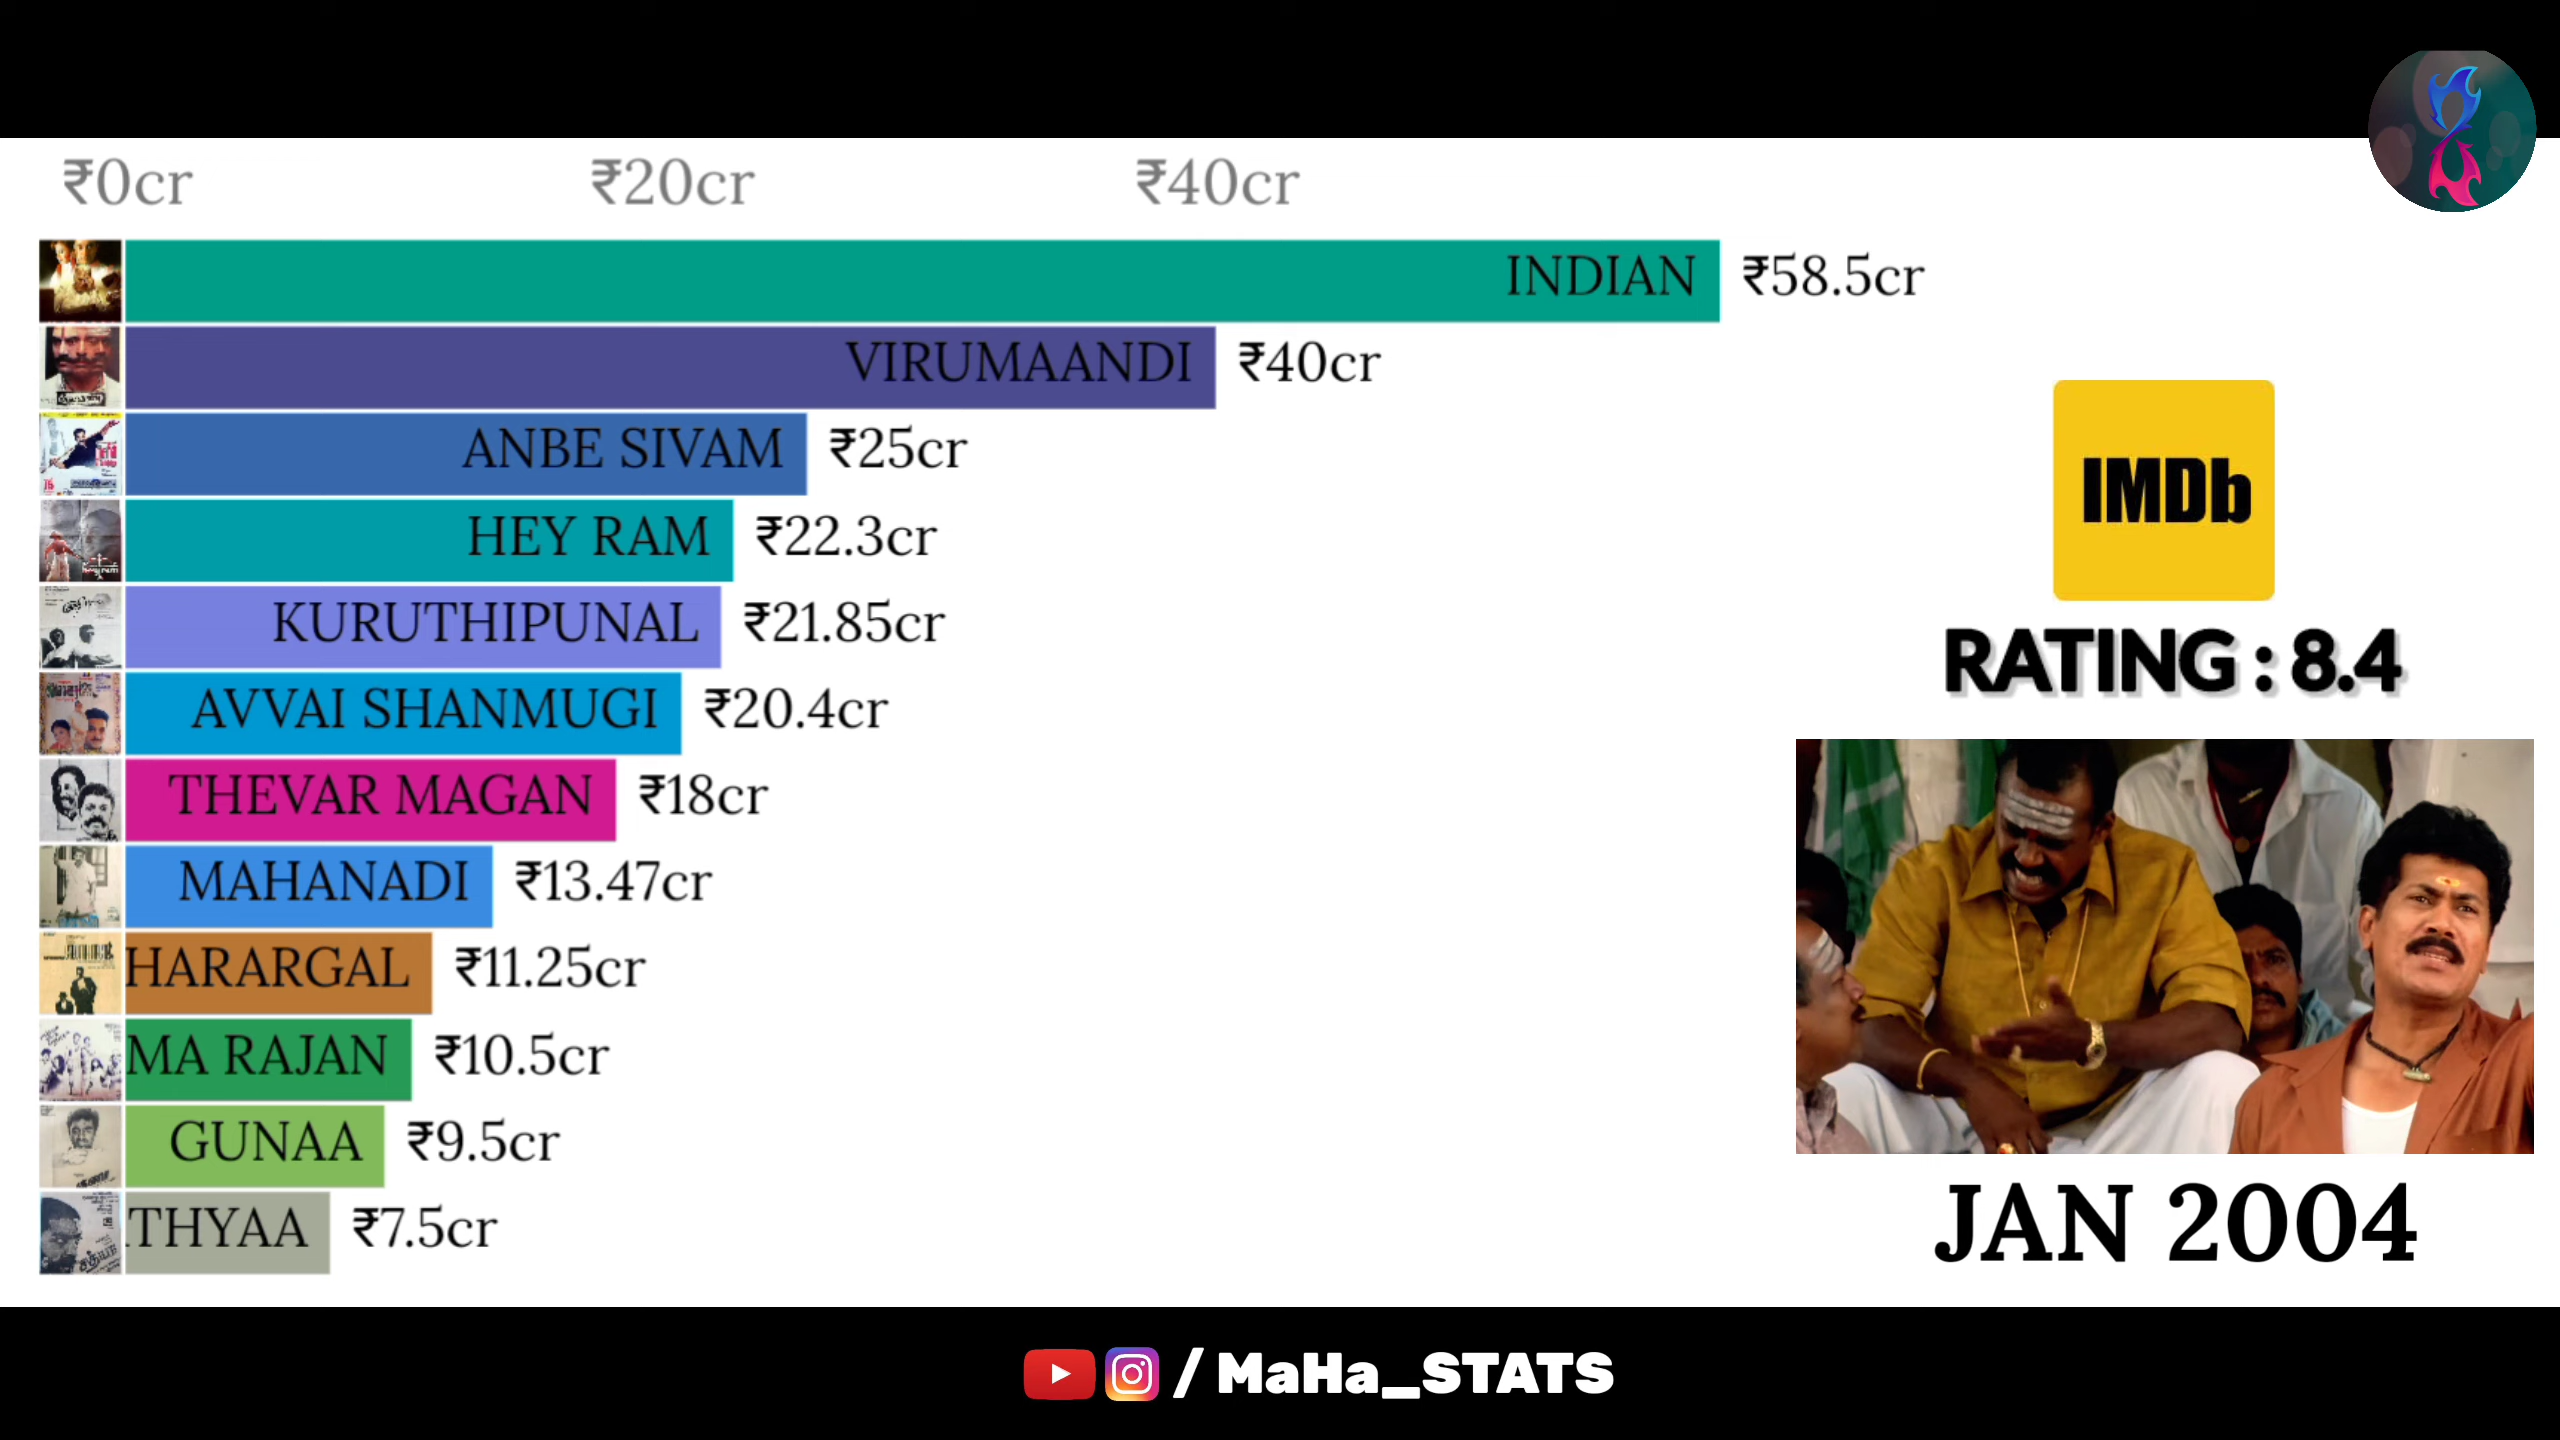 ₹0cr ₹20cr ₹40cr
INDIAN ₹58.5cr
VIRUMAANDI ₹40cr
ANBE SIVAM ₹25cr
HEY RAM ₹22.3cr
KURUTHIPUNAL ₹21.85cr
AVVAI SHANMUGI ₹20.4cr
THEVAR MAGAN ₹18cr
MAHANADI ₹13.47cr
HARARGAL ₹11.25cr
MA RAJAN ₹10.5cr
GUNAA ₹9.5cr
THYAA ₹7.5cr
IMDb
RATING : 8.4
JAN 2004
/ MaHa_STATS